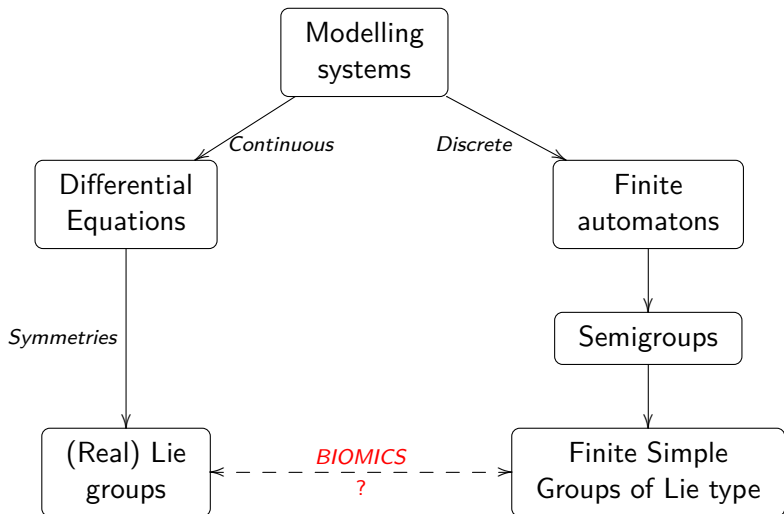 Modelling
systems
Continuous
Discrete
Differential
Equations
Finite
automatons
Symmetries
Semigroups
(Real) Lie
groups
BIOMICS
?
Finite Simple
Groups of Lie type